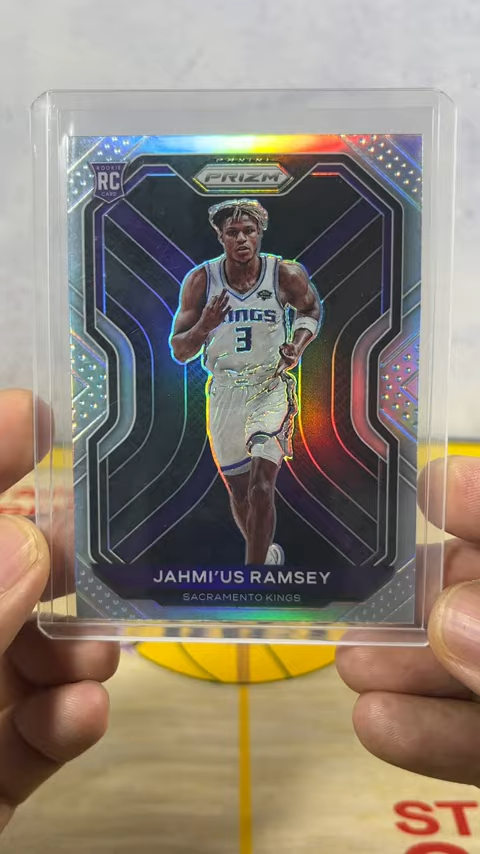 PANINI
PRIZM
ROOKIE
RC
CARD
KINGS
3
JAHMI'US RAMSEY
SACRAMENTO KINGS
ST